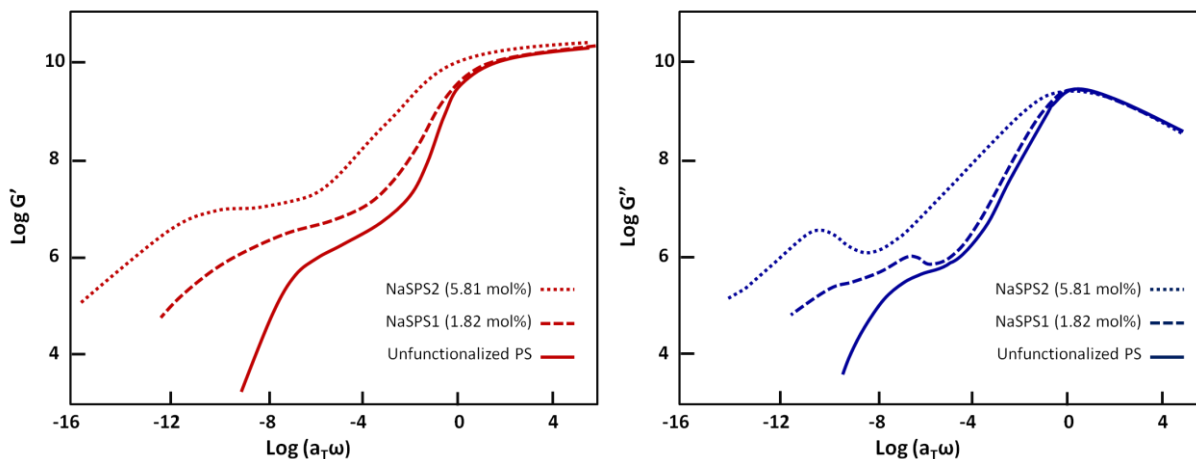 10
8
6
4
Log G′
NaSPS2 (5.81 mol%)
NaSPS1 (1.82 mol%)
Unfunctionalized PS
-16 -12 -8 -4 0 4
Log (aTω)
10
8
6
4
Log G″
NaSPS2 (5.81 mol%)
NaSPS1 (1.82 mol%)
Unfunctionalized PS
-16 -12 -8 -4 0 4
Log (aTω)